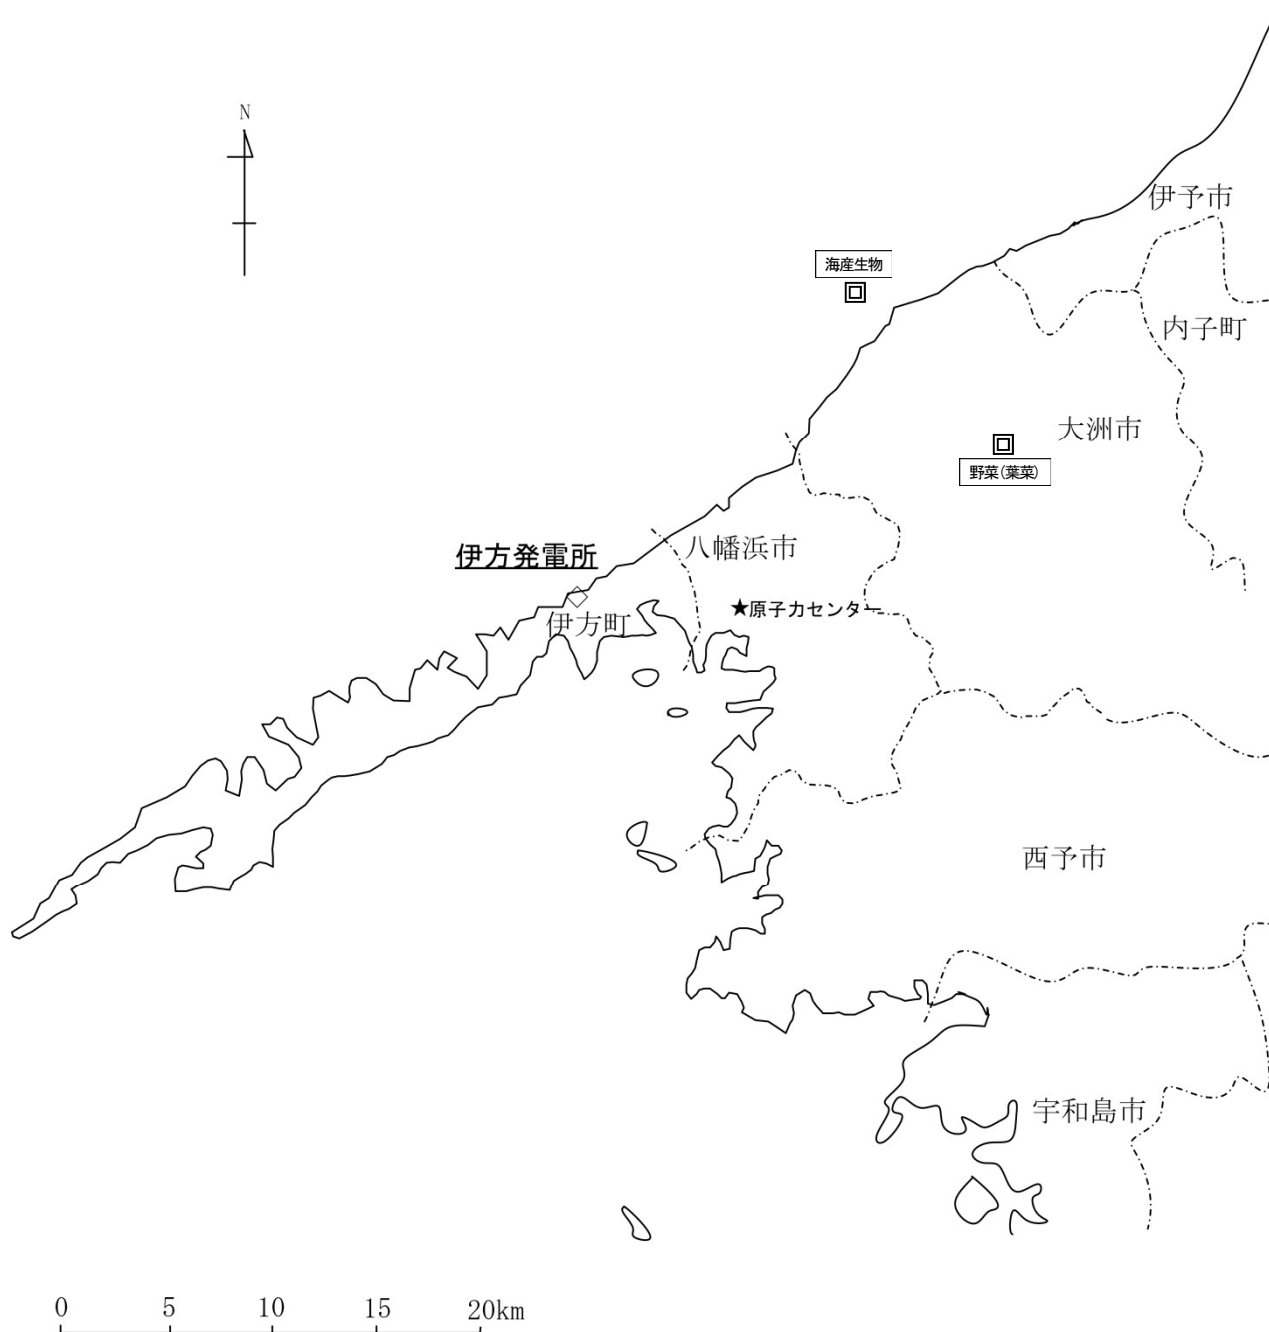 N
伊予市
海産生物
内子町
大洲市
野菜(葉菜)
八幡浜市
伊方発電所
★原子力センター
伊方町
西予市
宇和島市
0 5 10 15 20km